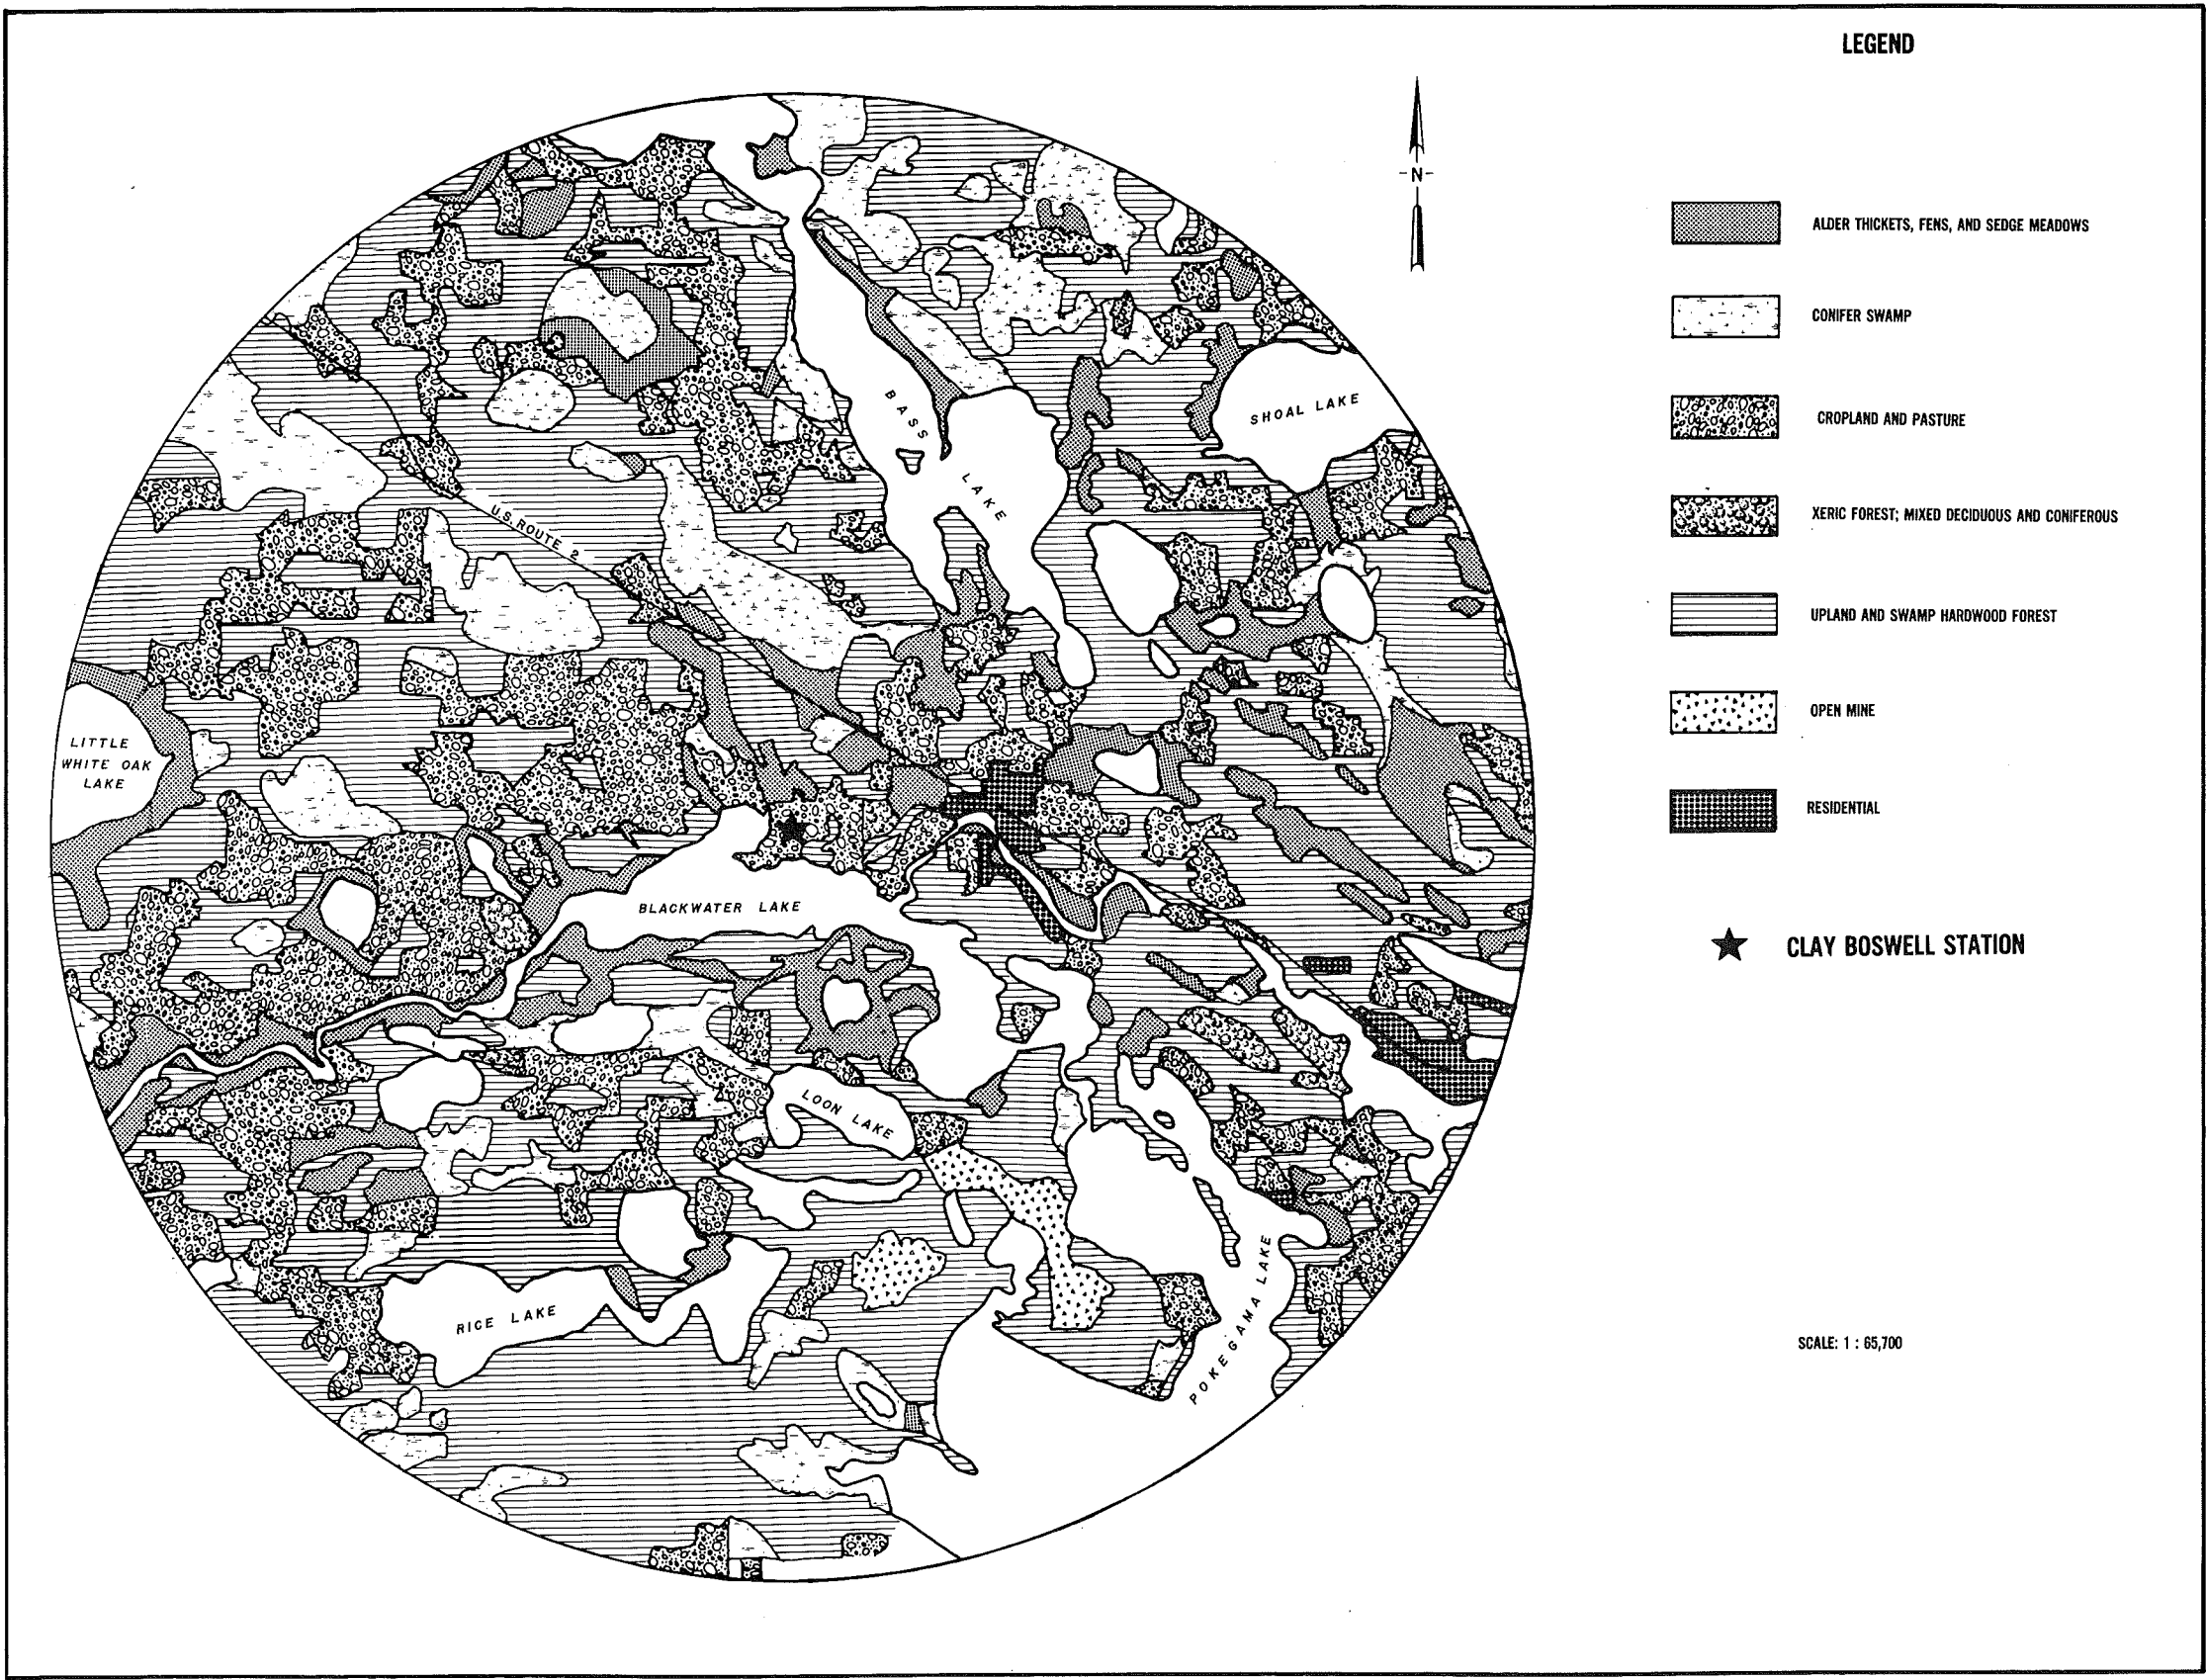 LEGEND
N
ALDER THICKETS, FENS, AND SEDGE MEADOWS
CONIFER SWAMP
CROPLAND AND PASTURE
XERIC FOREST; MIXED DECIDUOUS AND CONIFEROUS
UPLAND AND SWAMP HARDWOOD FOREST
OPEN MINE
RESIDENTIAL
CLAY BOSWELL STATION
SCALE: 1 : 65,700
BASS LAKE
SHOAL LAKE
U.S. ROUTE 2
LITTLE
WHITE OAK
LAKE
BLACKWATER LAKE
LOON LAKE
RICE LAKE
POKEGAMA LAKE